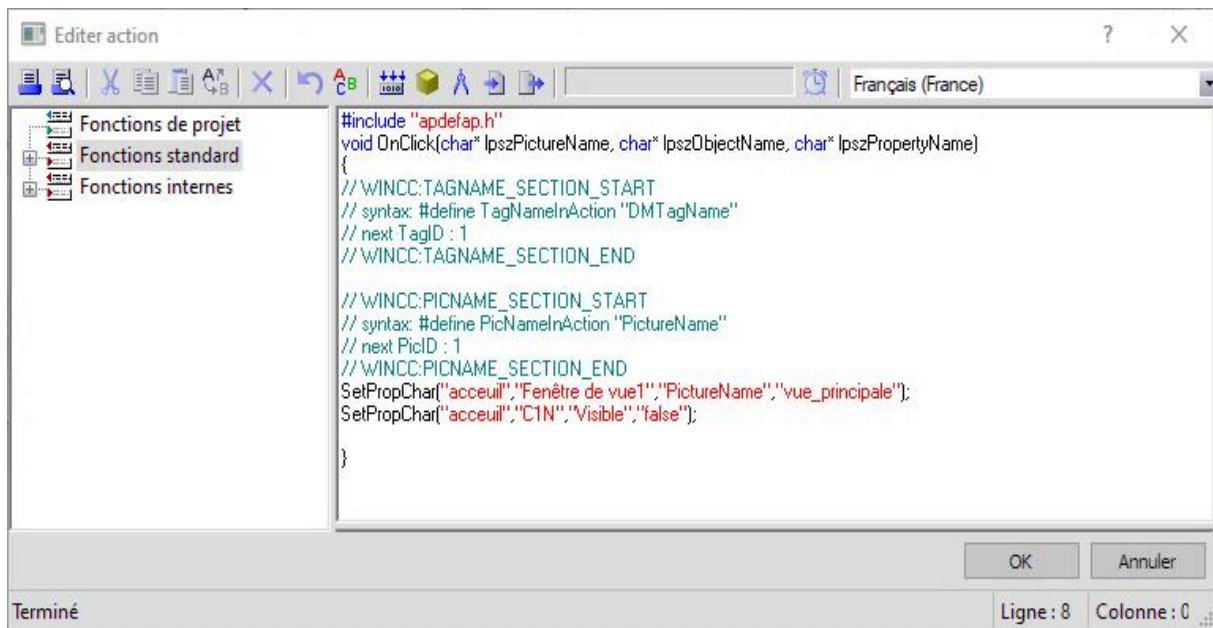 Editer action
Français (France)
Fonctions de projet
Fonctions standard
Fonctions internes
#include "apdefap.h"
void OnClick(char* lpszPictureName, char* lpszObjectName, char* lpszPropertyName)
{
// WINCC:TAGNAME_SECTION_START
// syntax: #define TagNameInAction "DMTagName"
// next TagID : 1
// WINCC:TAGNAME_SECTION_END
// WINCC:PICNAME_SECTION_START
// syntax: #define PicNameInAction "PictureName"
// next PicID : 1
// WINCC:PICNAME_SECTION_END
SetPropChar("acceuil","Fenêtre de vue1","PictureName","vue_principale");
SetPropChar("acceuil","C1N","Visible","false");
}
OK
Annuler
Terminé
Ligne : 8
Colonne : 0